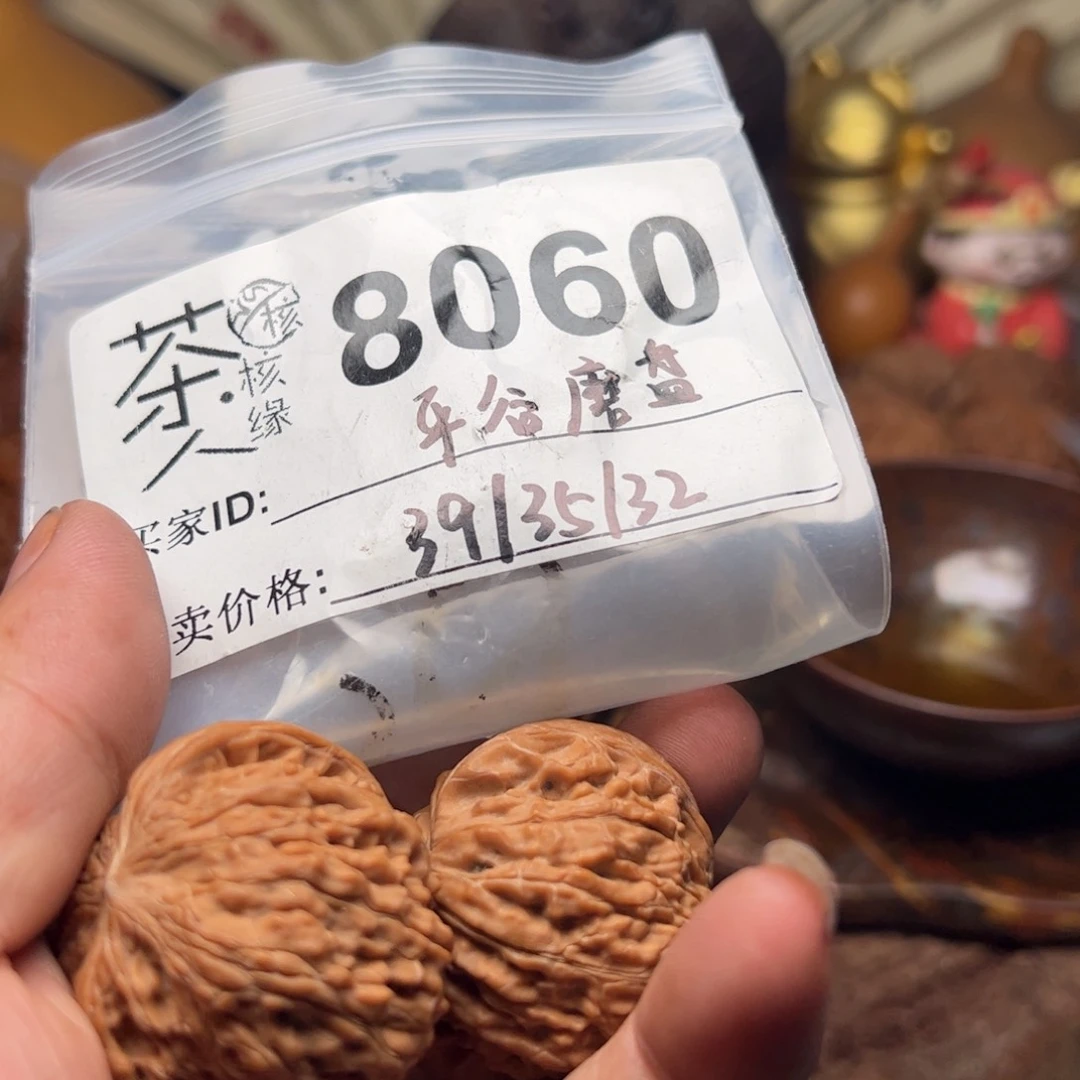 8060
茶人
核
核缘
平谷磨盘
买家ID:
39/35/32
卖价格: